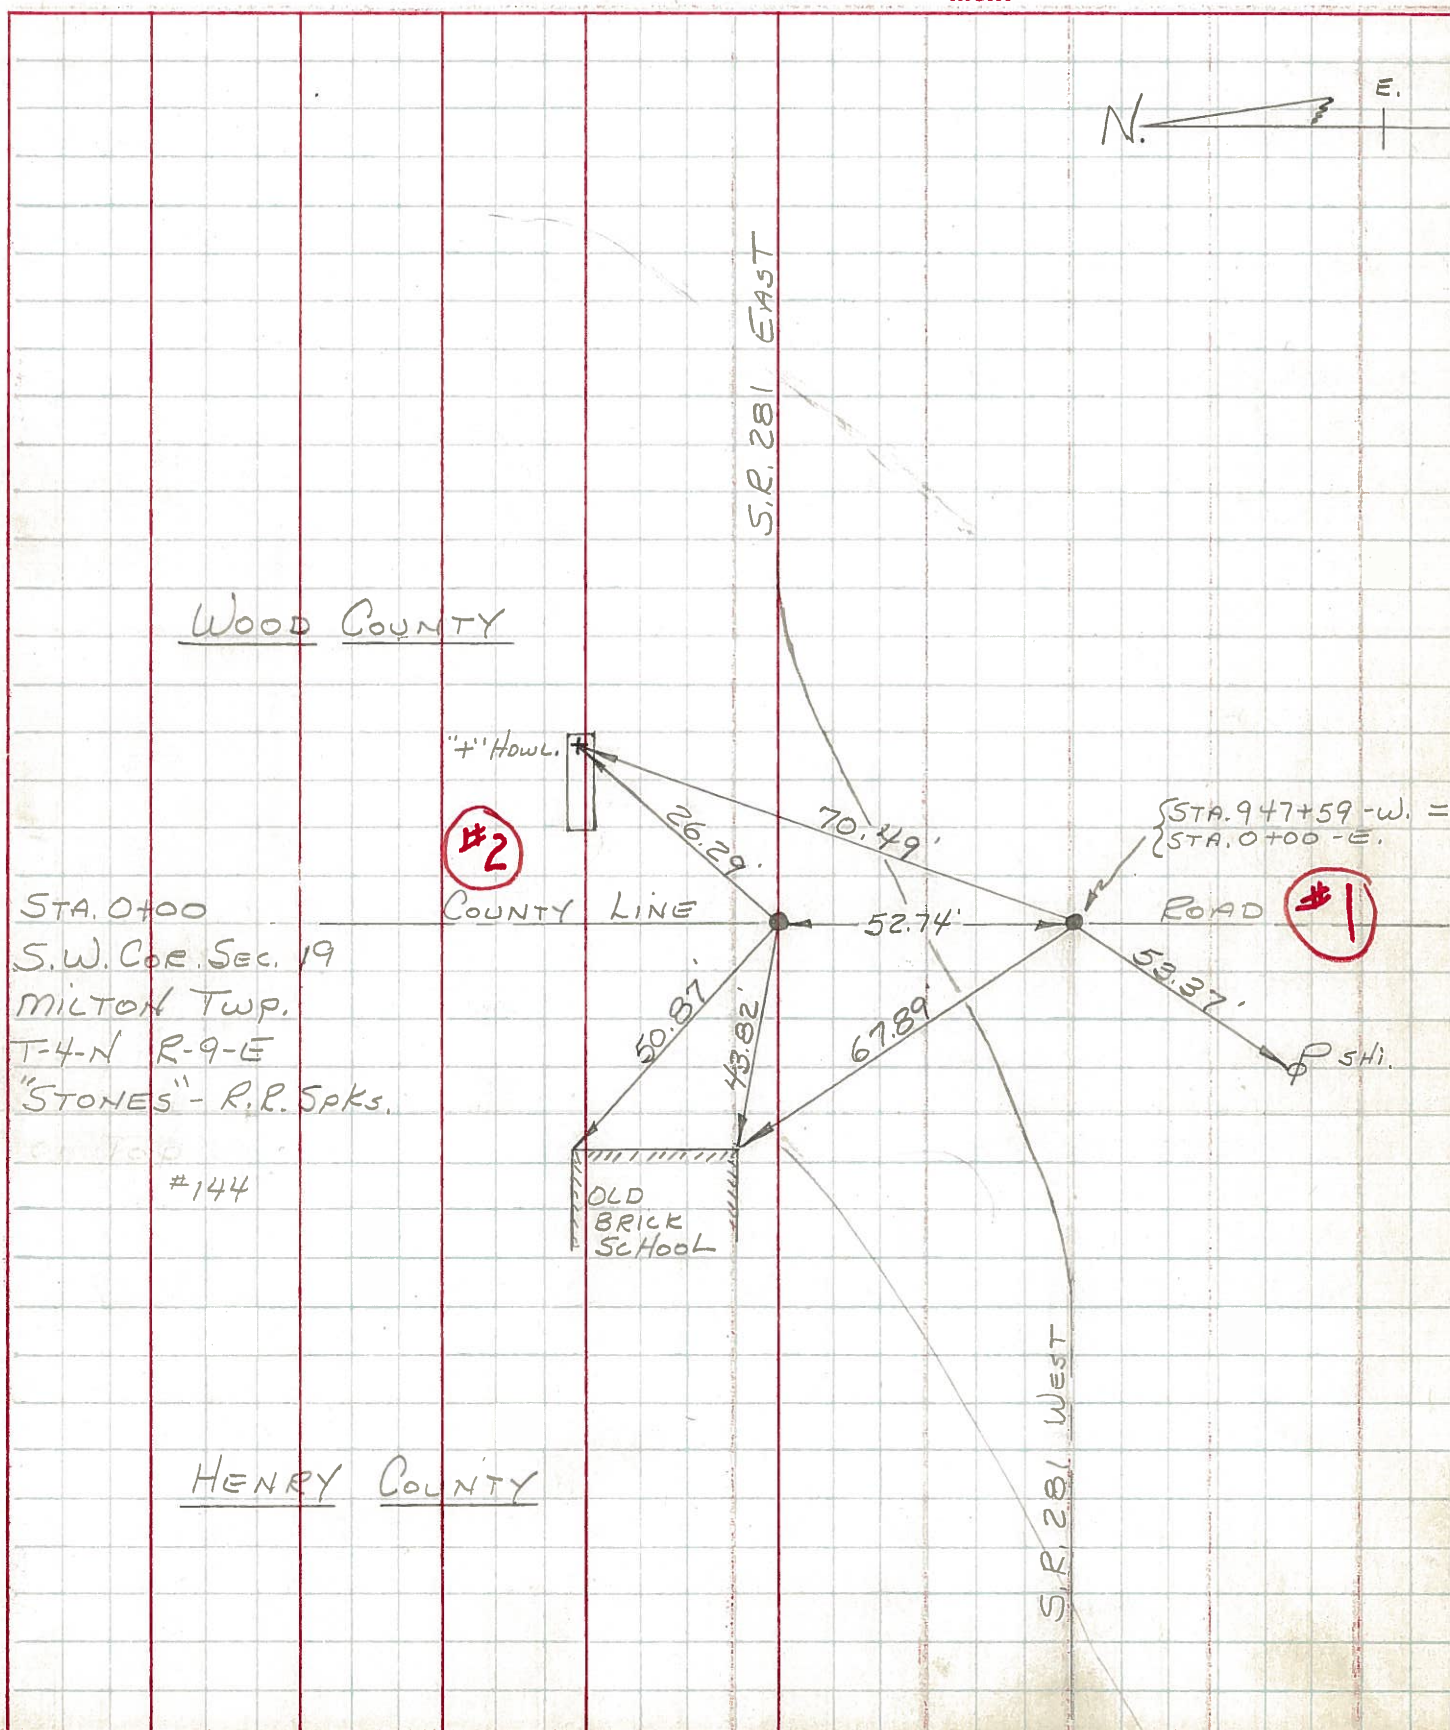 N.
E.
S.R. 281 EAST
WOOD COUNTY
"+" HDWL.
#2
26.29'
70.49'
{STA. 947+59 -W. =
{STA. 0+00 -E.
STA. 0+00
COUNTY LINE
52.74'
ROAD
#1
S.W. COR. SEC. 19
MILTON TWP.
T-4-N R-9-E
"STONES" - R.R. SPKS.
#144
50.87'
43.82'
67.89'
53.37'
SHI.
OLD
BRICK
SCHOOL
HENRY COUNTY
S.R. 281 WEST